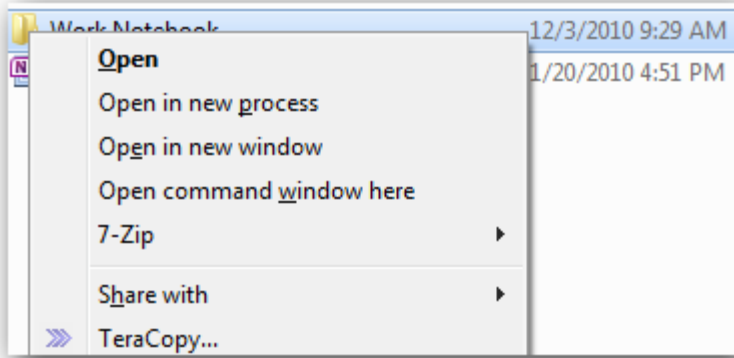 Work Notebook 12/3/2010 9:29 AM
N 1/20/2010 4:51 PM
Open
Open in new process
Open in new window
Open command window here
7-Zip
Share with
TeraCopy...